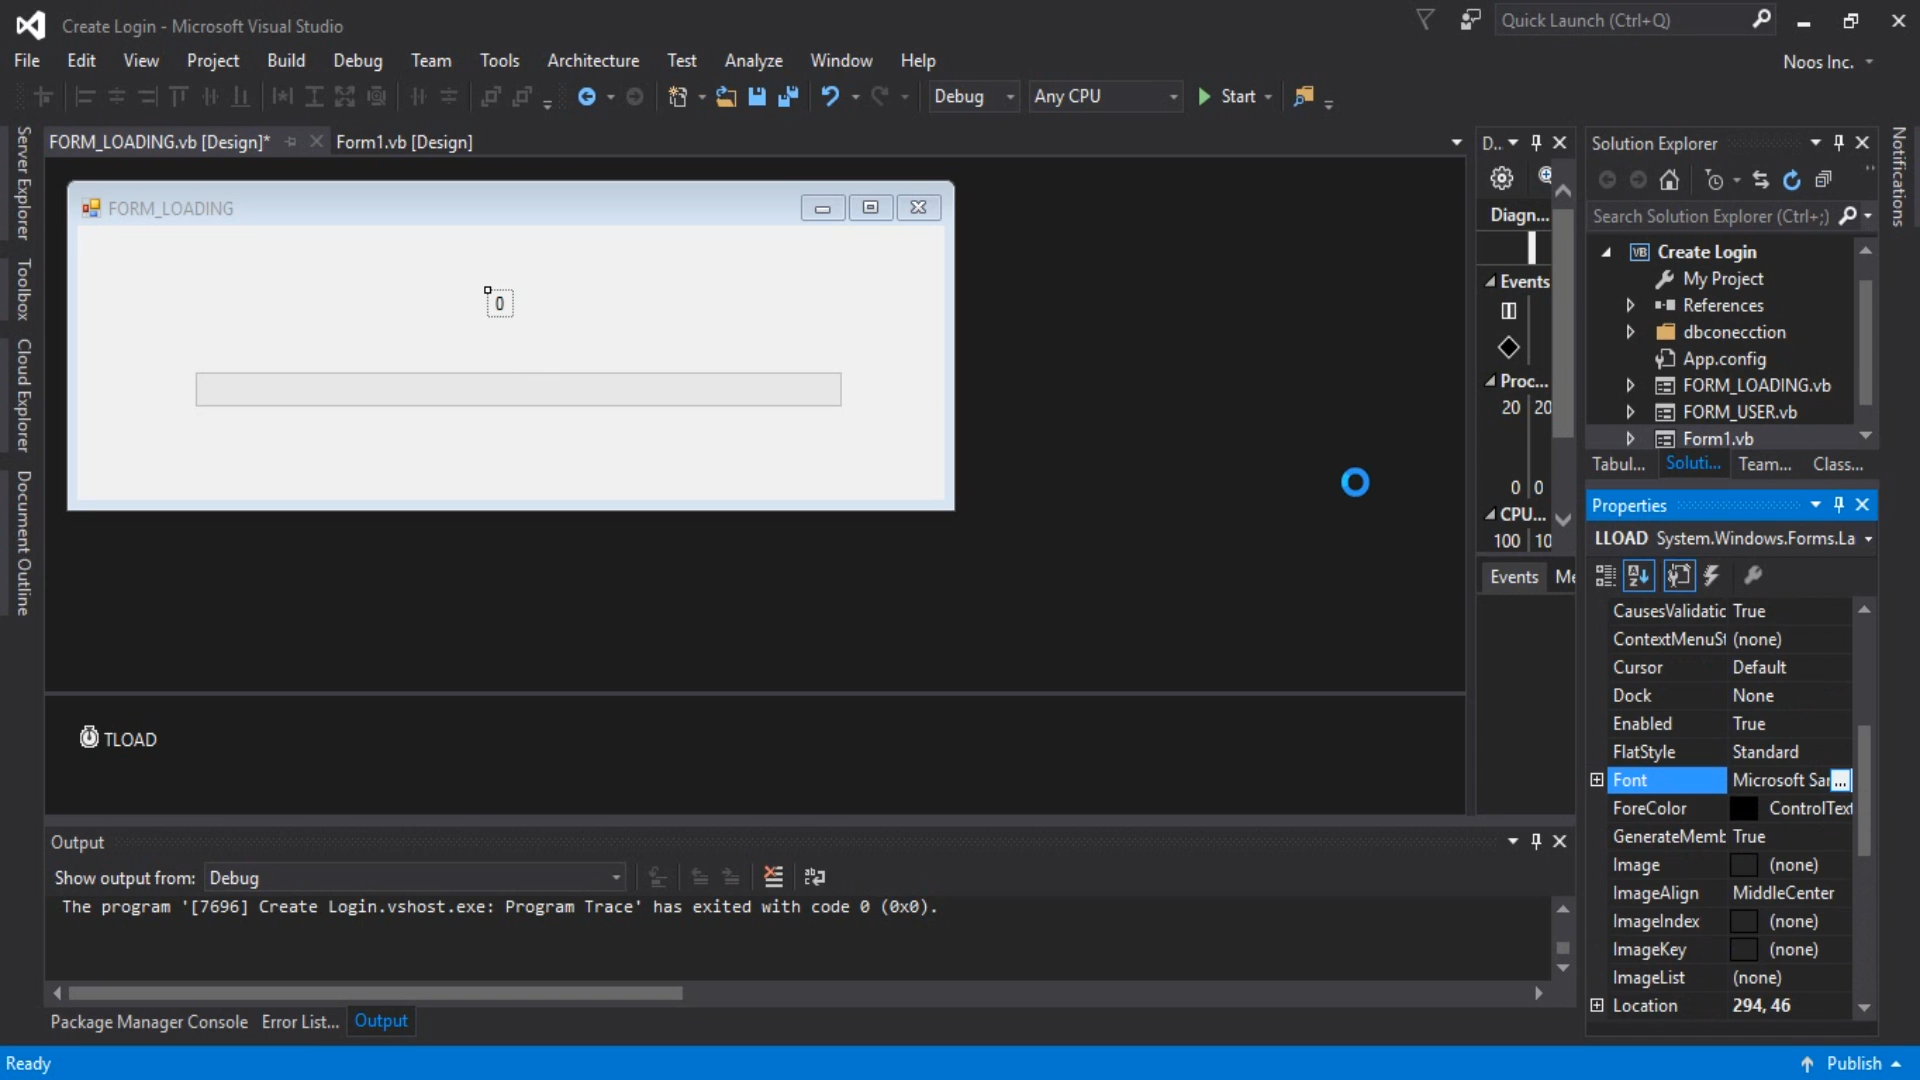 Create Login - Microsoft Visual Studio
Quick Launch (Ctrl+Q)
File Edit View Project Build Debug Team Tools Architecture Test Analyze Window Help
Noos Inc.
Debug Any CPU Start
FORM_LOADING.vb [Design]* Form1.vb [Design]
Server Explorer
Toolbox
Cloud Explorer
Document Outline
FORM_LOADING
0
TLOAD
Output
Show output from: Debug
The program '[7696] Create Login.vshost.exe: Program Trace' has exited with code 0 (0x0).
Package Manager Console Error List... Output
D...
Diagn...
Events
Proc...
20 20
0 0
CPU...
100 10
Events Me
Solution Explorer
Search Solution Explorer (Ctrl+;)
VB Create Login
My Project
References
dbconecction
App.config
FORM_LOADING.vb
FORM_USER.vb
Form1.vb
Tabul... Soluti... Team... Class...
Properties
LLOAD System.Windows.Forms.La
CausesValidatic True
ContextMenuSt (none)
Cursor Default
Dock None
Enabled True
FlatStyle Standard
Font Microsoft Sar ...
ForeColor ControlText
GenerateMemb True
Image (none)
ImageAlign MiddleCenter
ImageIndex (none)
ImageKey (none)
ImageList (none)
Location 294, 46
Notifications
Ready
Publish